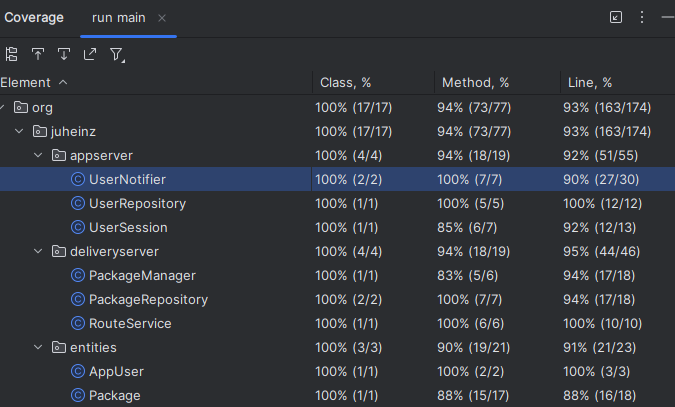 Coverage run main
Element Class, % Method, % Line, %
org 100% (17/17) 94% (73/77) 93% (163/174)
juheinz 100% (17/17) 94% (73/77) 93% (163/174)
appserver 100% (4/4) 94% (18/19) 92% (51/55)
UserNotifier 100% (2/2) 100% (7/7) 90% (27/30)
UserRepository 100% (1/1) 100% (5/5) 100% (12/12)
UserSession 100% (1/1) 85% (6/7) 92% (12/13)
deliveryserver 100% (4/4) 94% (18/19) 95% (44/46)
PackageManager 100% (1/1) 83% (5/6) 94% (17/18)
PackageRepository 100% (2/2) 100% (7/7) 94% (17/18)
RouteService 100% (1/1) 100% (6/6) 100% (10/10)
entities 100% (3/3) 90% (19/21) 91% (21/23)
AppUser 100% (1/1) 100% (2/2) 100% (3/3)
Package 100% (1/1) 88% (15/17) 88% (16/18)